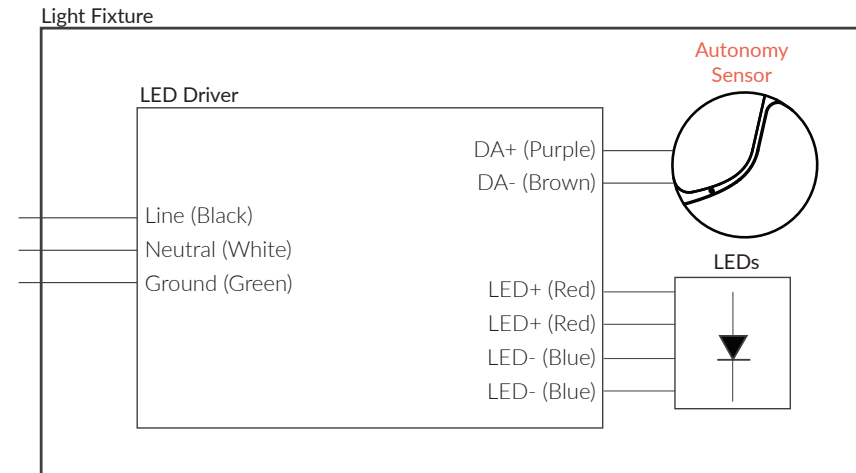 Light Fixture
Autonomy
Sensor
LED Driver
DA+ (Purple)
DA- (Brown)
Line (Black)
Neutral (White)
Ground (Green)
LEDs
LED+ (Red)
LED+ (Red)
LED- (Blue)
LED- (Blue)